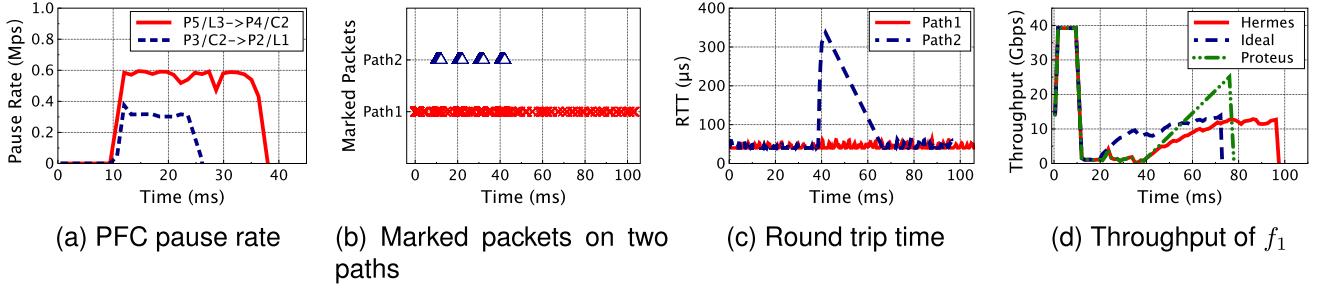 Pause Rate (Mps)
1.0
0.8
0.6
0.4
0.2
0
P5/L3->P4/C2
P3/C2->P2/L1
0 10 20 30 40 50
Time (ms)
(a) PFC pause rate
Marked Packets
Path2
Path1
0 20 40 60 80 100
Time (ms)
(b) Marked packets on two
paths
RTT (μs)
400
300
200
100
0
Path1
Path2
0 20 40 60 80 100
Time (ms)
(c) Round trip time
Throughput (Gbps)
40
30
20
10
0
Hermes
Ideal
Proteus
0 20 40 60 80 100
Time (ms)
(d) Throughput of f1